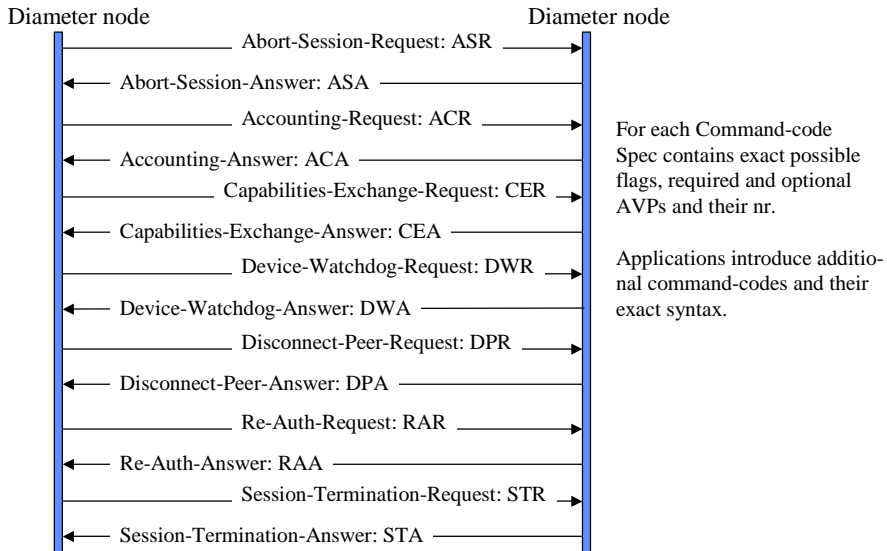 Diameter node
Diameter node
Abort-Session-Request: ASR
Abort-Session-Answer: ASA
Accounting-Request: ACR
Accounting-Answer: ACA
Capabilities-Exchange-Request: CER
Capabilities-Exchange-Answer: CEA
Device-Watchdog-Request: DWR
Device-Watchdog-Answer: DWA
Disconnect-Peer-Request: DPR
Disconnect-Peer-Answer: DPA
Re-Auth-Request: RAR
Re-Auth-Answer: RAA
Session-Termination-Request: STR
Session-Termination-Answer: STA
For each Command-code
Spec contains exact possible
flags, required and optional
AVPs and their nr.
Applications introduce additio-
nal command-codes and their
exact syntax.